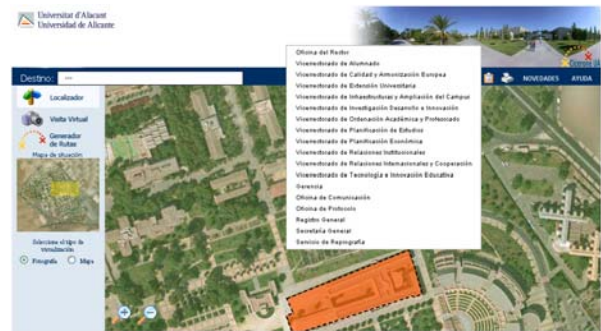 Universitat d'Alacant
Universidad de Alicante
Oficina del Rector
Vicerrectorado de Alumnado
Vicerrectorado de Calidad y Armonización Europea
Vicerrectorado de Extensión Universitaria
Vicerrectorado de Infraestructuras y Ampliación del Campus
Vicerrectorado de Investigación Desarrollo e Innovación
Vicerrectorado de Ordenación Académica y Profesorado
Vicerrectorado de Planificación de Estudios
Vicerrectorado de Planificación Económica
Vicerrectorado de Relaciones Institucionales
Vicerrectorado de Relaciones Internacionales y Cooperación
Vicerrectorado de Tecnología e Innovación Educativa
Gerencia
Oficina de Comunicación
Oficina de Protocolo
Registro General
Secretaría General
Servicio de Reprografía
Destino: ---
NOVEDADES AYUDA
Localizador
Visita Virtual
Generador
de Rutas
Mapa de situación
Seleccione el tipo de
visualización
Fotografía Mapa